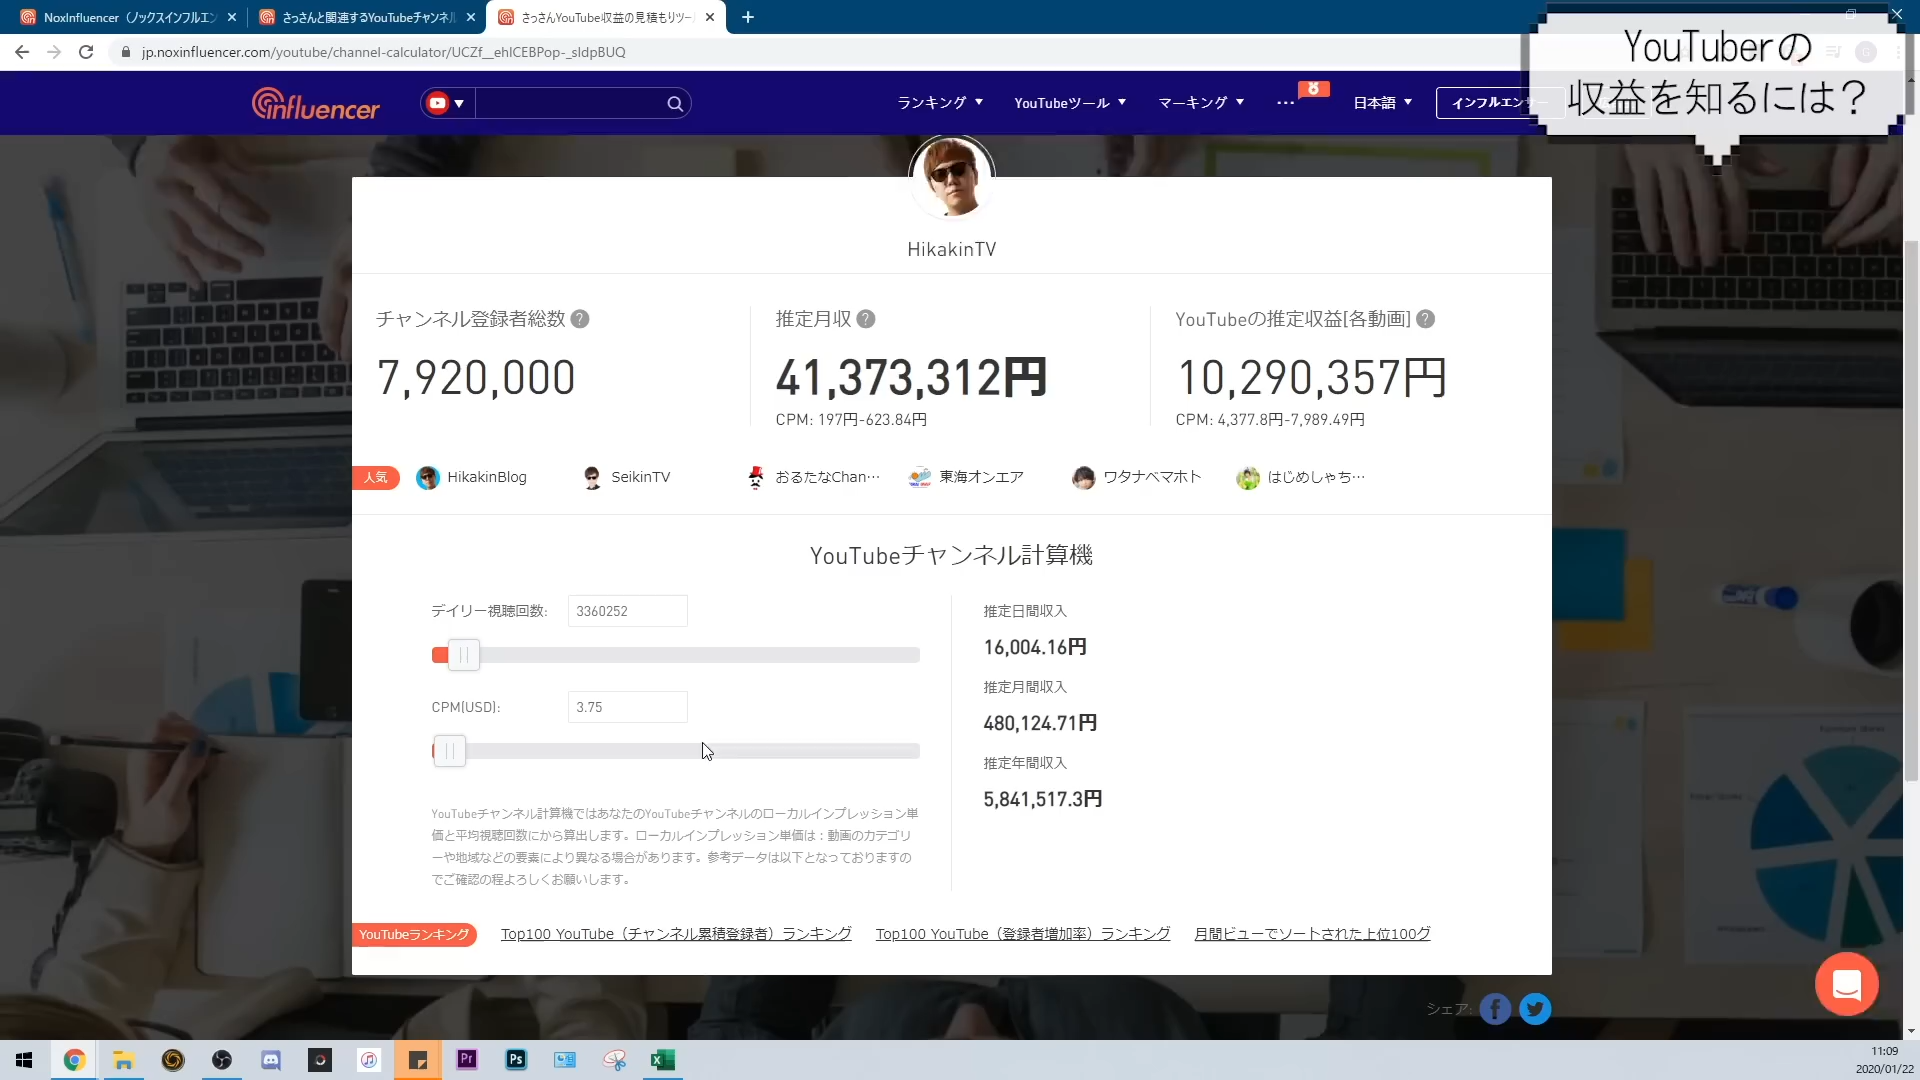 NoxInfluencer（ノックスインフルエン
さっさんと関連するYouTubeチャンネル
さっさんYouTube収益の見積もりツー
jp.noxinfluencer.com/youtube/channel-calculator/UCZf__ehlCEBPop-_sldpBUQ
YouTuberの
収益を知るには？
influencer
ランキング
YouTubeツール
マーキング
...
日本語
インフルエンサー
HikakinTV
チャンネル登録者総数 ?
推定月収 ?
YouTubeの推定収益[各動画] ?
7,920,000
41,373,312円
10,290,357円
CPM: 197円-623.84円
CPM: 4,377.8円-7,989.49円
人気
HikakinBlog
SeikinTV
おるたなChan…
東海オンエア
ワタナベマホト
はじめしゃち…
YouTubeチャンネル計算機
デイリー視聴回数:
3360252
CPM(USD):
3.75
YouTubeチャンネル計算機ではあなたのYouTubeチャンネルのローカルインプレッション単
価と平均視聴回数にから算出します。ローカルインプレッション単価は：動画のカテゴリ
ーや地域などの要素により異なる場合があります。参考データは以下となっておりますの
でご確認の程よろしくお願いします。
推定日間収入
16,004.16円
推定月間収入
480,124.71円
推定年間収入
5,841,517.3円
YouTubeランキング
Top100 YouTube（チャンネル累積登録者）ランキング
Top100 YouTube（登録者増加率）ランキング
月間ビューでソートされた上位100グ
シェア:
Pr
Ps
11:09
2020/01/22